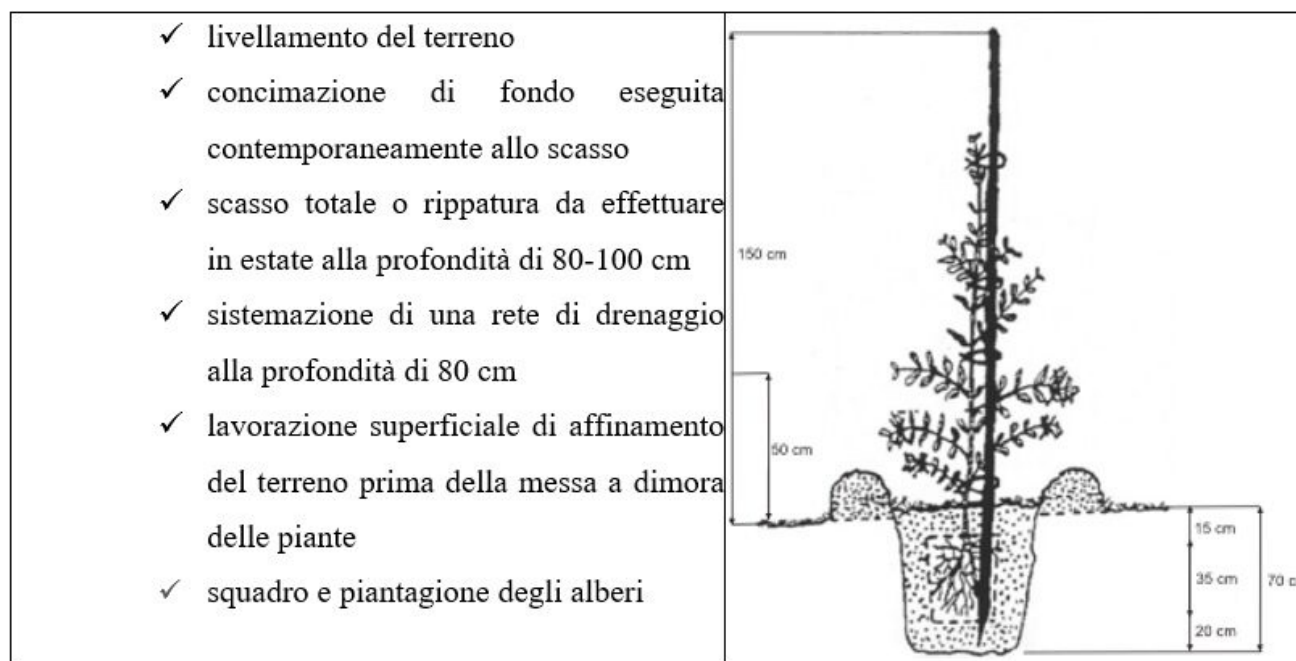 ✓ livellamento del terreno
✓ concimazione di fondo eseguita
contemporaneamente allo scasso
✓ scasso totale o rippatura da effettuare
in estate alla profondità di 80-100 cm
✓ sistemazione di una rete di drenaggio
alla profondità di 80 cm
✓ lavorazione superficiale di affinamento
del terreno prima della messa a dimora
delle piante
✓ squadro e piantagione degli alberi
150 cm
50 cm
15 cm
35 cm
70 c
20 cm